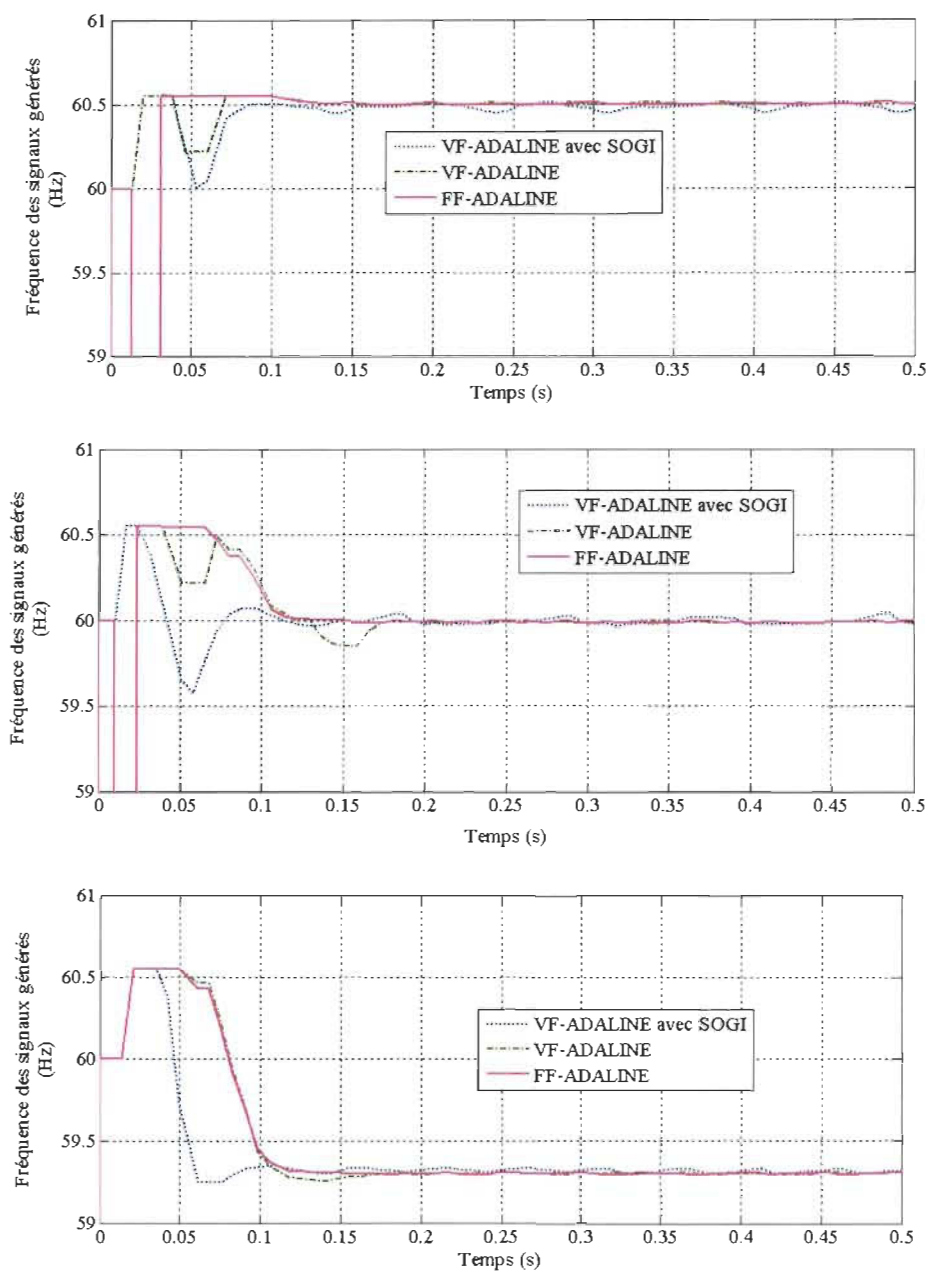 Fréquence des signaux générés
(Hz)
61
60.5
60
59.5
59
VF-ADALINE avec SOGI
VF-ADALINE
FF-ADALINE
0 0.05 0.1 0.15 0.2 0.25 0.3 0.35 0.4 0.45 0.5
Temps (s)
Fréquence des signaux générés
(Hz)
61
60.5
60
59.5
59
VF-ADALINE avec SOGI
VF-ADALINE
FF-ADALINE
0 0.05 0.1 0.15 0.2 0.25 0.3 0.35 0.4 0.45 0.5
Temps (s)
Fréquence des signaux générés
(Hz)
61
60.5
60
59.5
59
VF-ADALINE avec SOGI
VF-ADALINE
FF-ADALINE
0 0.05 0.1 0.15 0.2 0.25 0.3 0.35 0.4 0.45 0.5
Temps (s)